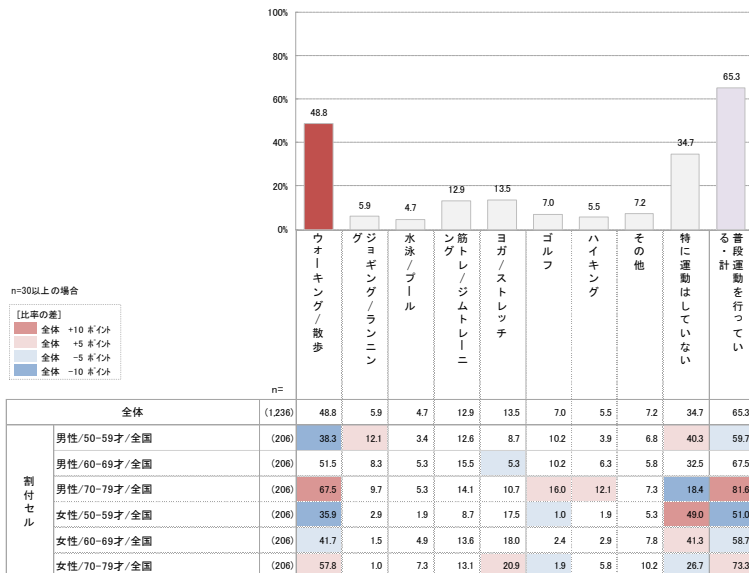 100%
80%
60%
40%
20%
0%
48.8
5.9
4.7
12.9
13.5
7.0
5.5
7.2
34.7
65.3
ウォーキング/散歩
ジョギング/ランニング
水泳/プール
筋トレ/ジムトレーニング
ヨガ/ストレッチ
ゴルフ
ハイキング
その他
特に運動はしていない
普段運動を行っている・計
n=30以上の場合
[比率の差]
全体 +10 ポイント
全体 +5 ポイント
全体 -5 ポイント
全体 -10 ポイント
n=
全体 (1,236) 48.8 5.9 4.7 12.9 13.5 7.0 5.5 7.2 34.7 65.3
割付セル
男性/50-59才/全国 (206) 38.3 12.1 3.4 12.6 8.7 10.2 3.9 6.8 40.3 59.7
男性/60-69才/全国 (206) 51.5 8.3 5.3 15.5 5.3 10.2 6.3 5.8 32.5 67.5
男性/70-79才/全国 (206) 67.5 9.7 5.3 14.1 10.7 16.0 12.1 7.3 18.4 81.6
女性/50-59才/全国 (206) 35.9 2.9 1.9 8.7 17.5 1.0 1.9 5.3 49.0 51.0
女性/60-69才/全国 (206) 41.7 1.5 4.9 13.6 18.0 2.4 2.9 7.8 41.3 58.7
女性/70-79才/全国 (206) 57.8 1.0 7.3 13.1 20.9 1.9 5.8 10.2 26.7 73.3